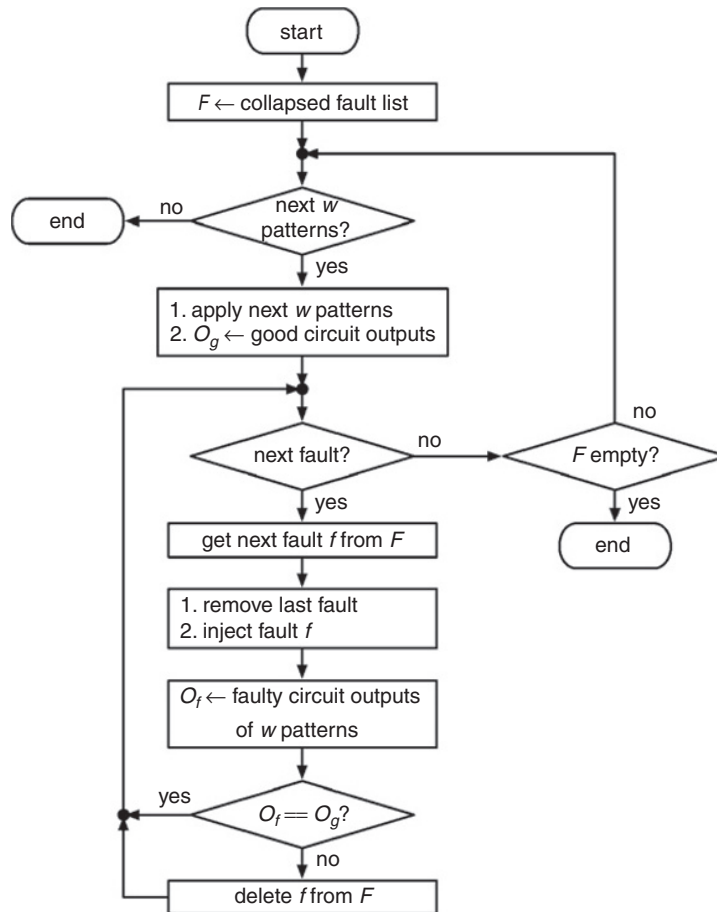 start
F ← collapsed fault list
next w
patterns?
no
end
yes
1. apply next w patterns
2. Og ← good circuit outputs
next fault?
no
F empty?
no
yes
end
yes
get next fault f from F
1. remove last fault
2. inject fault f
Of ← faulty circuit outputs
of w patterns
Of == Og?
yes
no
delete f from F